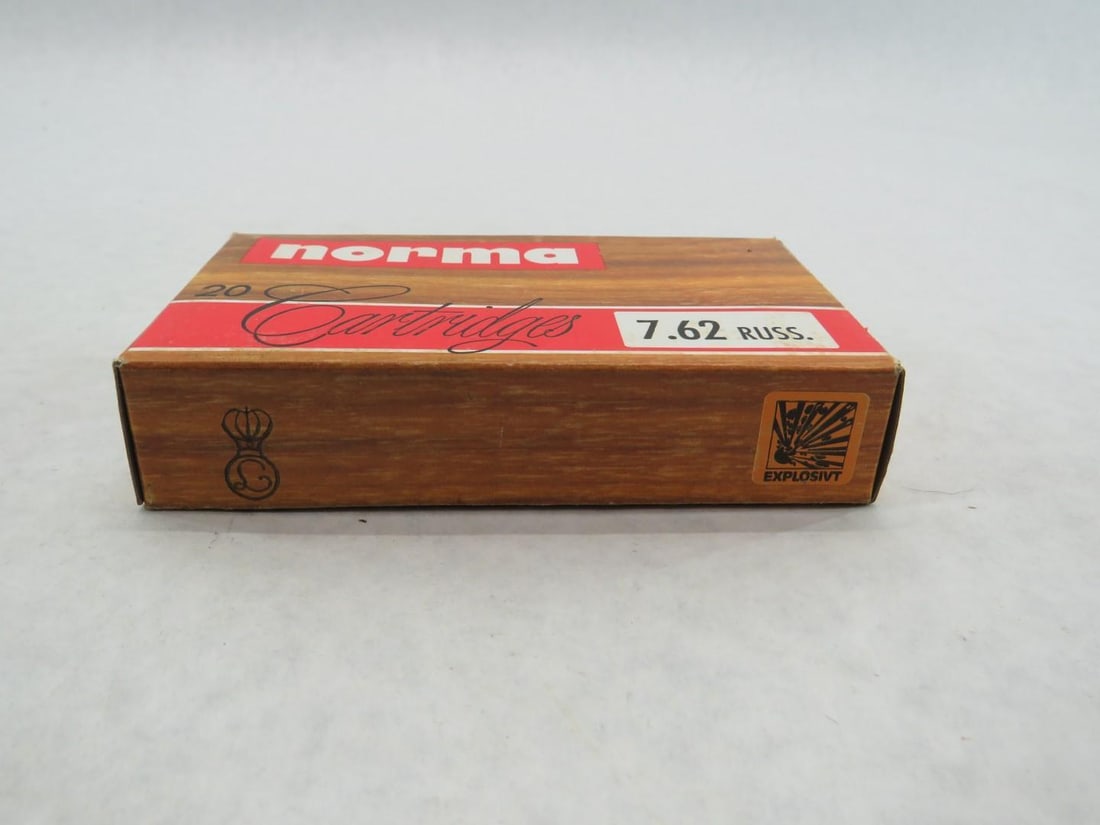 norma
20 Cartridges
7.62 RUSS.
EXPLOSIVT